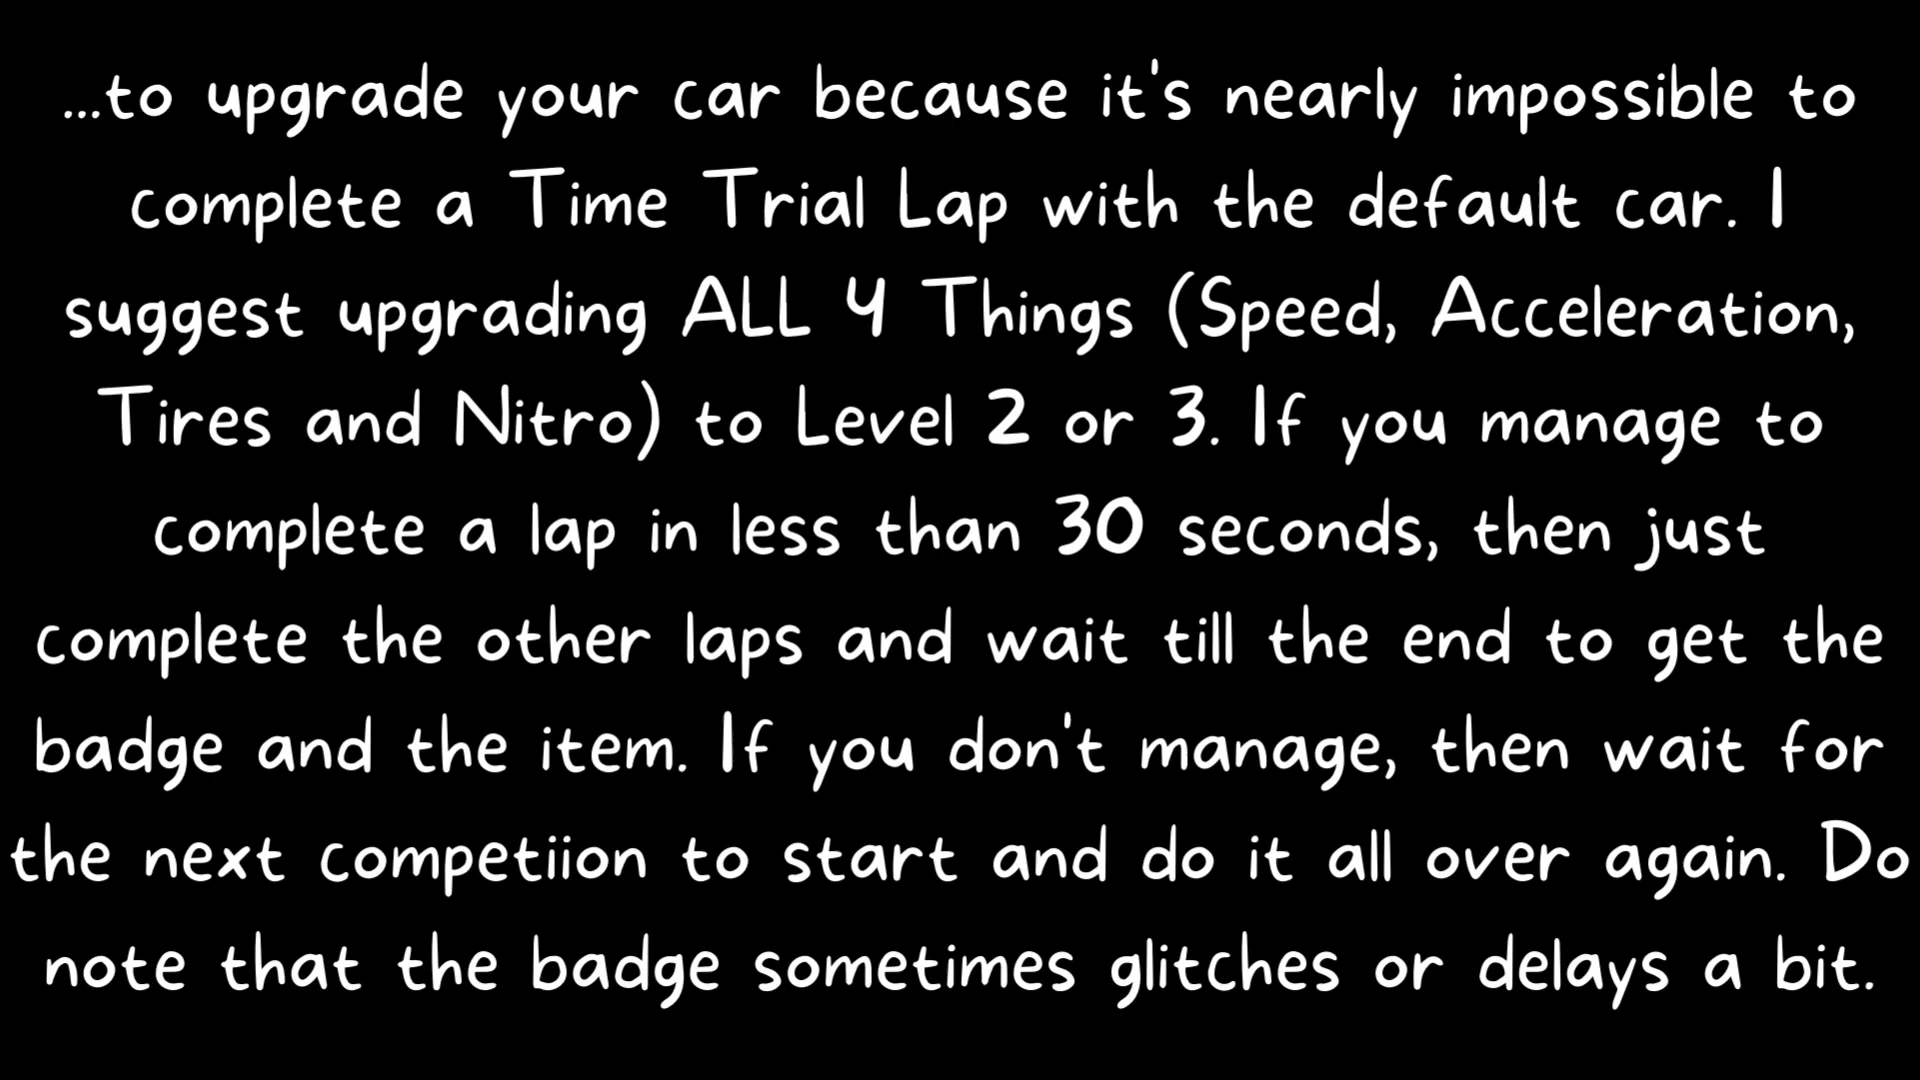 ...to upgrade your car because it's nearly impossible to
complete a Time Trial Lap with the default car. I
suggest upgrading ALL 4 Things (Speed, Acceleration,
Tires and Nitro) to Level 2 or 3. If you manage to
complete a lap in less than 30 seconds, then just
complete the other laps and wait till the end to get the
badge and the item. If you don't manage, then wait for
the next competiion to start and do it all over again. Do
note that the badge sometimes glitches or delays a bit.